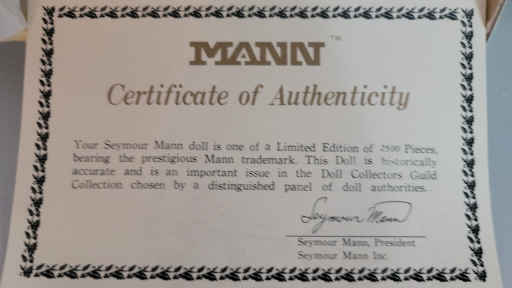 MANN™
Certificate of Authenticity
Your Seymour Mann doll is one of a Limited Edition of 2500 Pieces,
bearing the prestigious Mann trademark. This Doll is historically
accurate and is an important issue in the Doll Collectors Guild
Collection chosen by a distinguished panel of doll authorities.
Seymour Mann
Seymour Mann, President
Seymour Mann Inc.